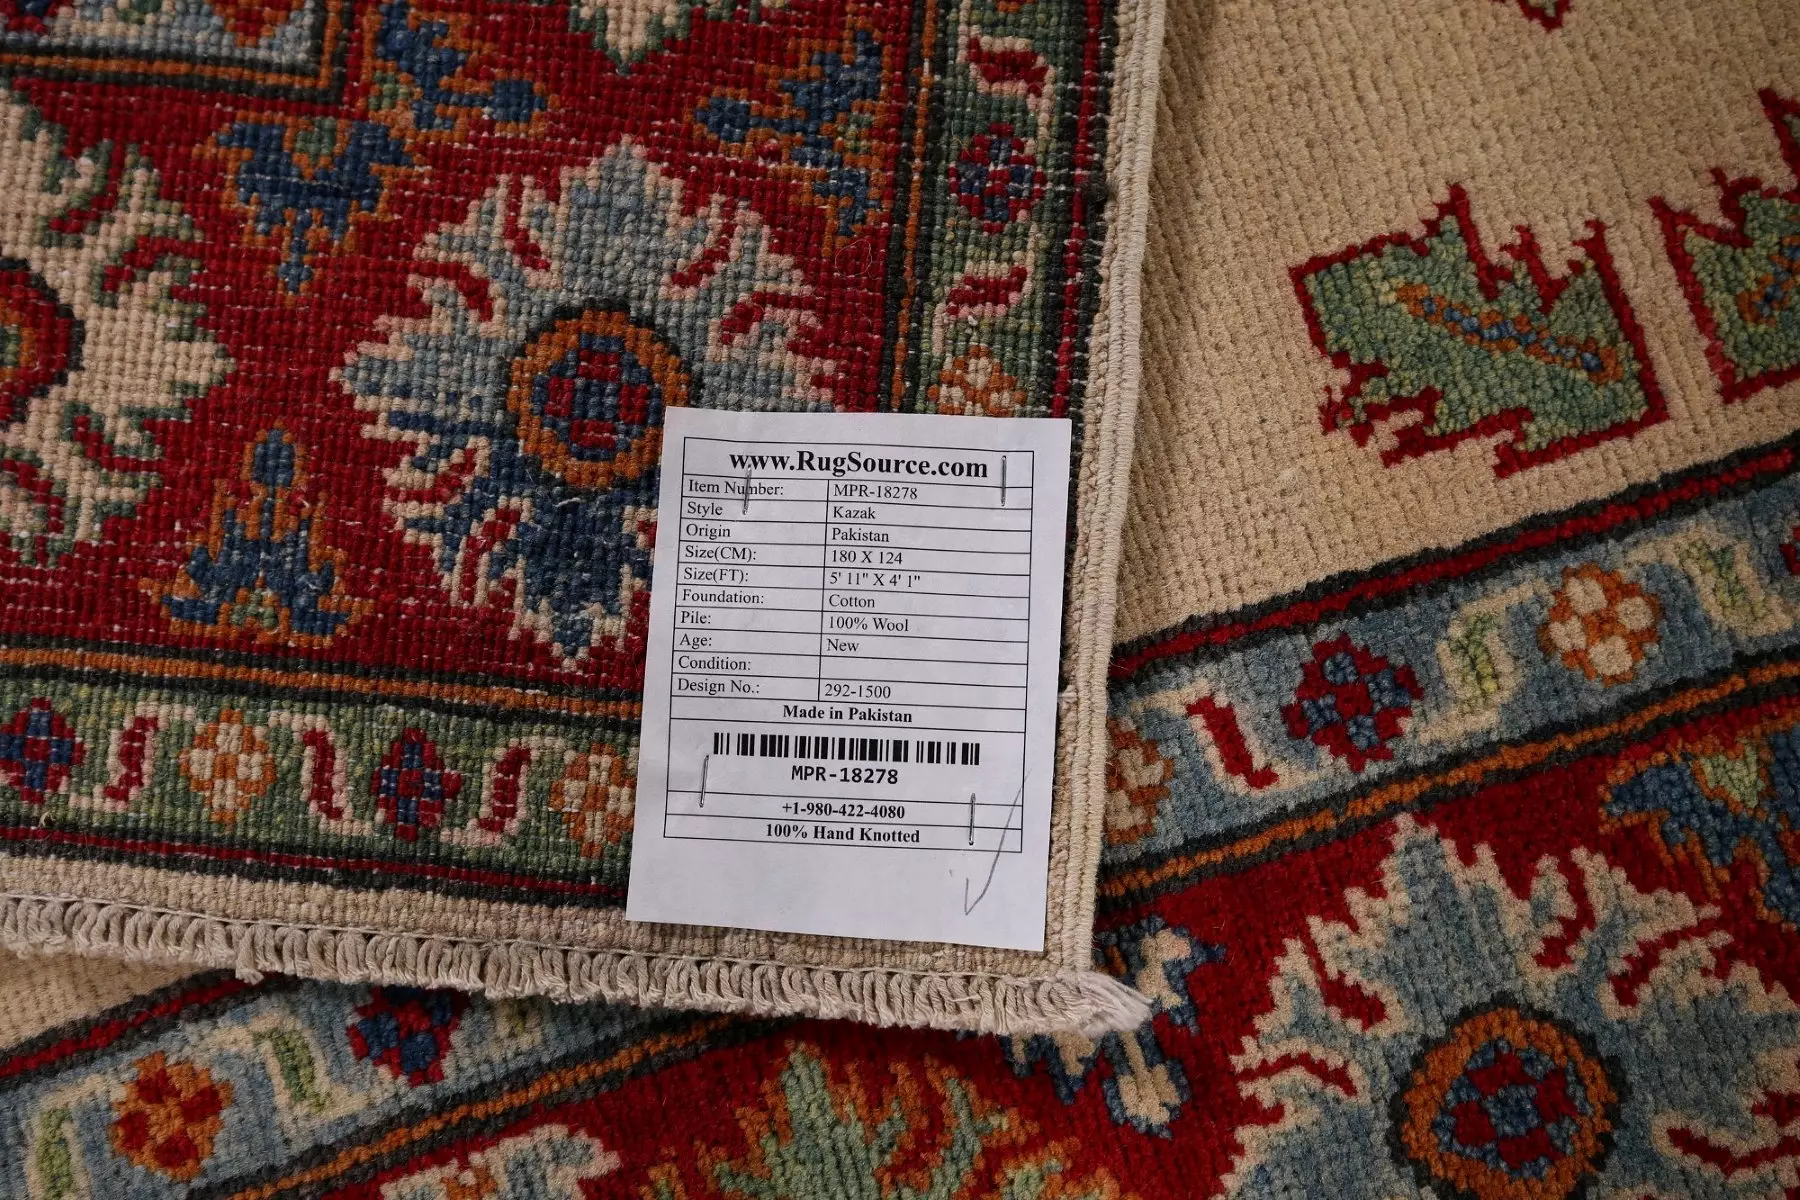 www.RugSource.com
Item Number: MPR-18278
Style Kazak
Origin Pakistan
Size(CM): 180 X 124
Size(FT): 5' 11" X 4' 1"
Foundation: Cotton
Pile: 100% Wool
Age: New
Condition:
Design No.: 292-1500
Made in Pakistan
MPR-18278
+1-980-422-4080
100% Hand Knotted